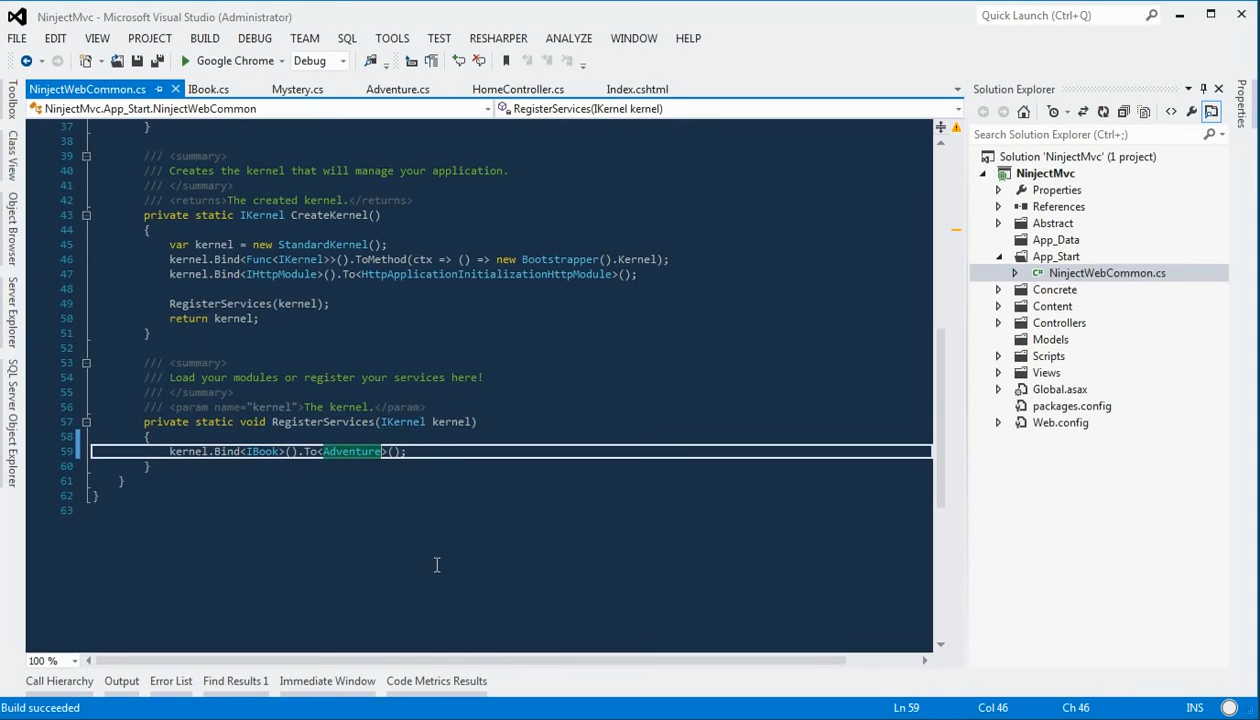 NinjectMvc - Microsoft Visual Studio (Administrator)
Quick Launch (Ctrl+Q)
FILE EDIT VIEW PROJECT BUILD DEBUG TEAM SQL TOOLS TEST RESHARPER ANALYZE WINDOW HELP
Google Chrome Debug
NinjectWebCommon.cs IBook.cs Mystery.cs Adventure.cs HomeController.cs Index.cshtml
NinjectMvc.App_Start.NinjectWebCommon RegisterServices(IKernel kernel)
37 }
38
39 /// <summary>
40 /// Creates the kernel that will manage your application.
41 /// </summary>
42 /// <returns>The created kernel.</returns>
43 private static IKernel CreateKernel()
44 {
45 var kernel = new StandardKernel();
46 kernel.Bind<Func<IKernel>>().ToMethod(ctx => () => new Bootstrapper().Kernel);
47 kernel.Bind<IHttpModule>().To<HttpApplicationInitializationHttpModule>();
48
49 RegisterServices(kernel);
50 return kernel;
51 }
52
53 /// <summary>
54 /// Load your modules or register your services here!
55 /// </summary>
56 /// <param name="kernel">The kernel.</param>
57 private static void RegisterServices(IKernel kernel)
58 {
59 kernel.Bind<IBook>().To<Adventure>();
60 }
61 }
62 }
63
100 %
Toolbox
Class View
Object Browser
Server Explorer
SQL Server Object Explorer
Solution Explorer
Search Solution Explorer (Ctrl+;)
Solution 'NinjectMvc' (1 project)
NinjectMvc
Properties
References
Abstract
App_Data
App_Start
C# NinjectWebCommon.cs
Concrete
Content
Controllers
Models
Scripts
Views
Global.asax
packages.config
Web.config
Properties
Call Hierarchy Output Error List Find Results 1 Immediate Window Code Metrics Results
Build succeeded Ln 59 Col 46 Ch 46 INS